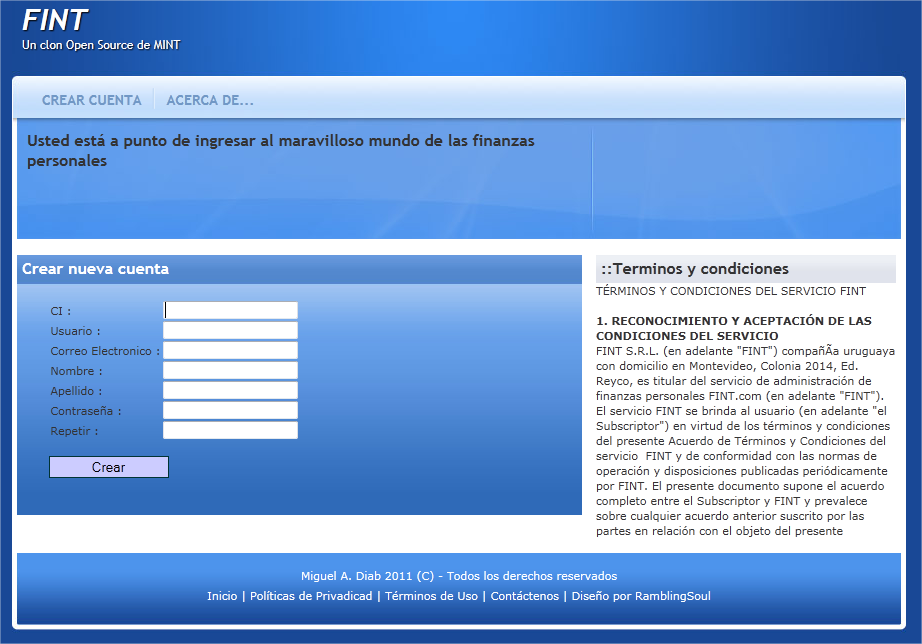 FINT
Un clon Open Source de MINT
CREAR CUENTA
ACERCA DE...
Usted está a punto de ingresar al maravilloso mundo de las finanzas
personales
Crear nueva cuenta
CI :
Usuario :
Correo Electronico :
Nombre :
Apellido :
Contraseña :
Repetir :
Crear
::Terminos y condiciones
TÉRMINOS Y CONDICIONES DEL SERVICIO FINT
1. RECONOCIMIENTO Y ACEPTACIÓN DE LAS
CONDICIONES DEL SERVICIO
FINT S.R.L. (en adelante "FINT") compañÃa uruguaya
con domicilio en Montevideo, Colonia 2014, Ed.
Reyco, es titular del servicio de administración de
finanzas personales FINT.com (en adelante "FINT").
El servicio FINT se brinda al usuario (en adelante "el
Subscriptor") en virtud de los términos y condiciones
del presente Acuerdo de Términos y Condiciones del
servicio  FINT y de conformidad con las normas de
operación y disposiciones publicadas periódicamente
por FINT. El presente documento supone el acuerdo
completo entre el Subscriptor y FINT y prevalece
sobre cualquier acuerdo anterior suscrito por las
partes en relación con el objeto del presente
Miguel A. Diab 2011 (C) - Todos los derechos reservados
Inicio | Políticas de Privadicad | Términos de Uso | Contáctenos | Diseño por RamblingSoul